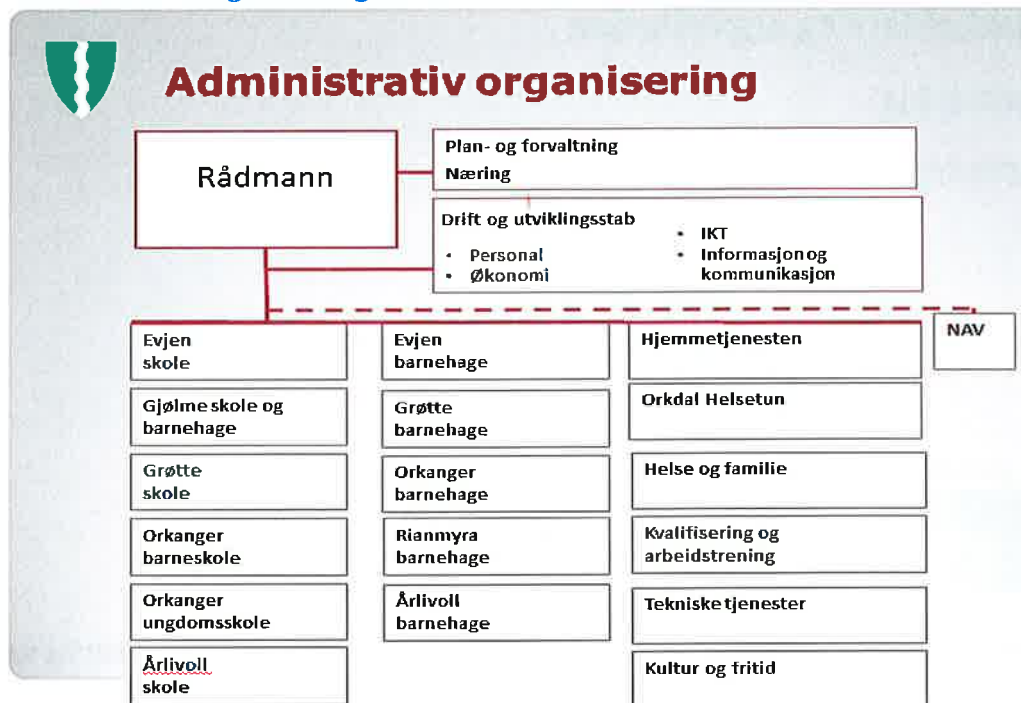 Administrativ organisering
Rådmann
Plan- og forvaltning
Næring
Drift og utviklingsstab
• Personal
• Økonomi
• IKT
• Informasjon og
kommunikasjon
NAV
Evjen
skole
Gjølme skole og
barnehage
Grøtte
skole
Orkanger
barneskole
Orkanger
ungdomsskole
Årlivoll
skole
Evjen
barnehage
Grøtte
barnehage
Orkanger
barnehage
Rianmyra
barnehage
Årlivoll
barnehage
Hjemmetjenesten
Orkdal Helsetun
Helse og familie
Kvalifisering og
arbeidstrening
Tekniske tjenester
Kultur og fritid